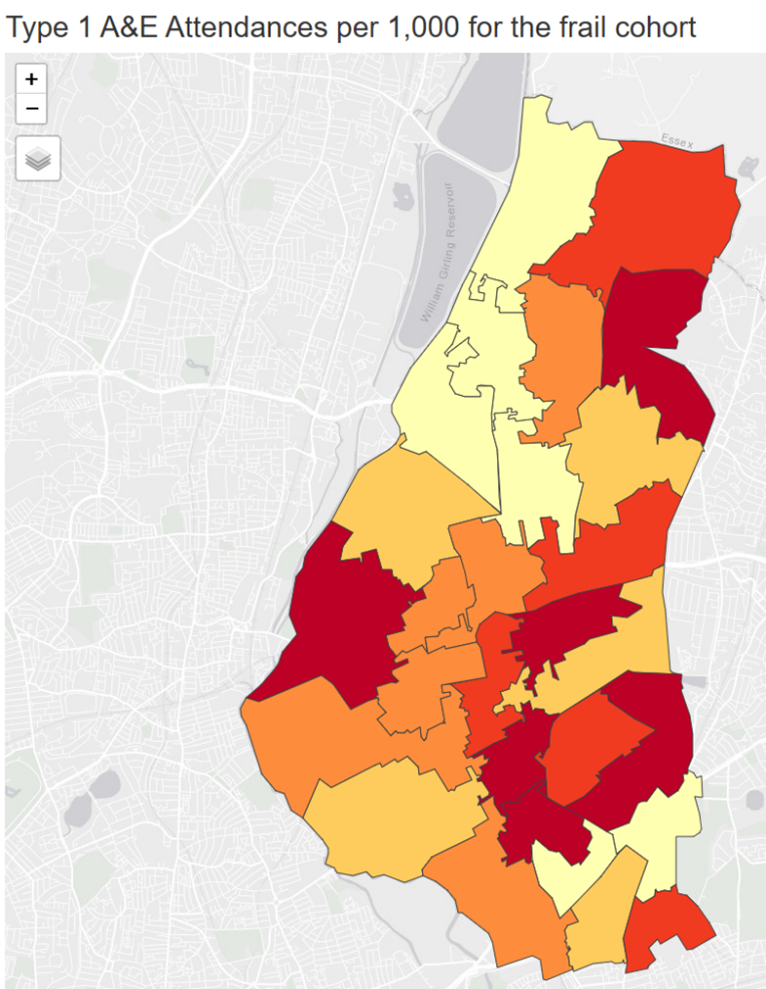 Type 1 A&E Attendances per 1,000 for the frail cohort
+
−
Essex
William Girling Reservoir